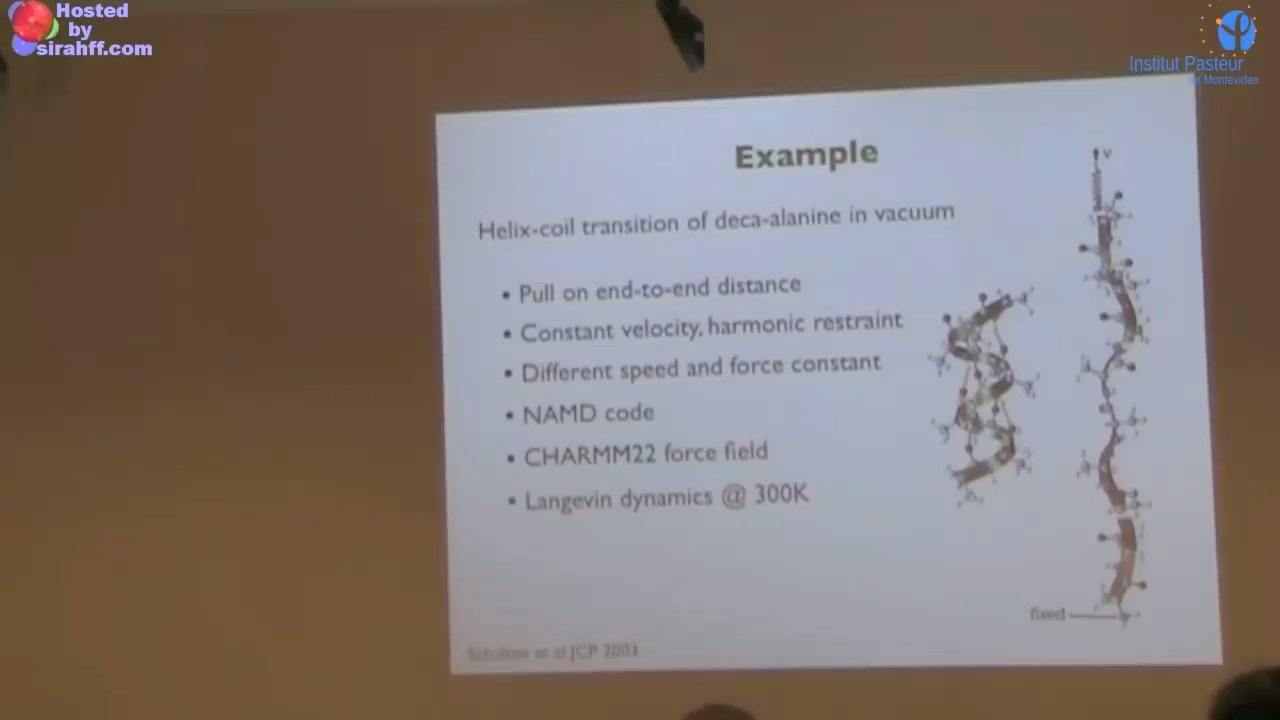 Hosted
by
sirahff.com
Institut Pasteur
de Montevideo
Example
v
Helix-coil transition of deca-alanine in vacuum
• Pull on end-to-end distance
• Constant velocity, harmonic restraint
• Different speed and force constant
• NAMD code
• CHARMM22 force field
• Langevin dynamics @ 300K
fixed
et al JCP 2003